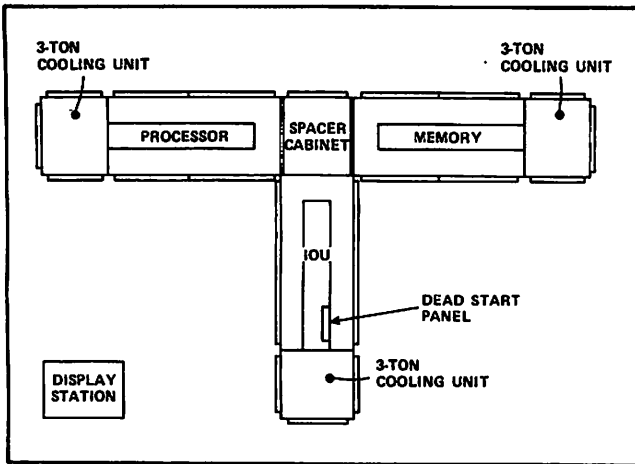 3-TON
COOLING UNIT
3-TON
COOLING UNIT
PROCESSOR
SPACER
CABINET
MEMORY
IOU
DEAD START
PANEL
3-TON
COOLING UNIT
DISPLAY
STATION